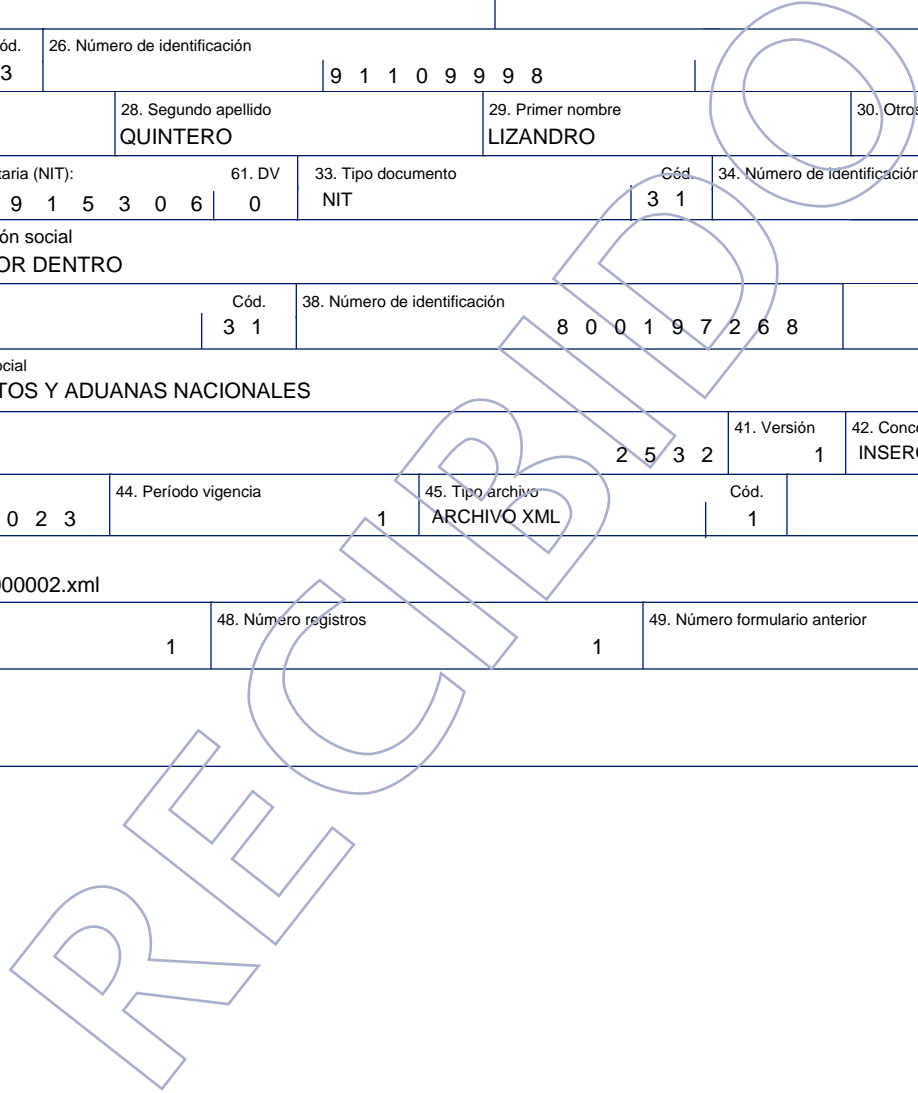 ód. 26. Número de identificación
3 9 1 1 0 9 9 9 8
28. Segundo apellido 29. Primer nombre 30. Otros
QUINTERO LIZANDRO
taria (NIT): 61. DV 33. Tipo documento Cód. 34. Número de identificación
9 1 5 3 0 6 0 NIT 3 1
ón social
OR DENTRO
Cód. 38. Número de identificación
3 1 8 0 0 1 9 7 2 6 8
ocial
TOS Y ADUANAS NACIONALES
41. Versión 42. Conce
2 5 3 2 1 INSERC
44. Período vigencia 45. Tipo archivo Cód.
0 2 3 1 ARCHIVO XML 1
000002.xml
48. Número registros 49. Número formulario anterior
1 1
RECIBIDO